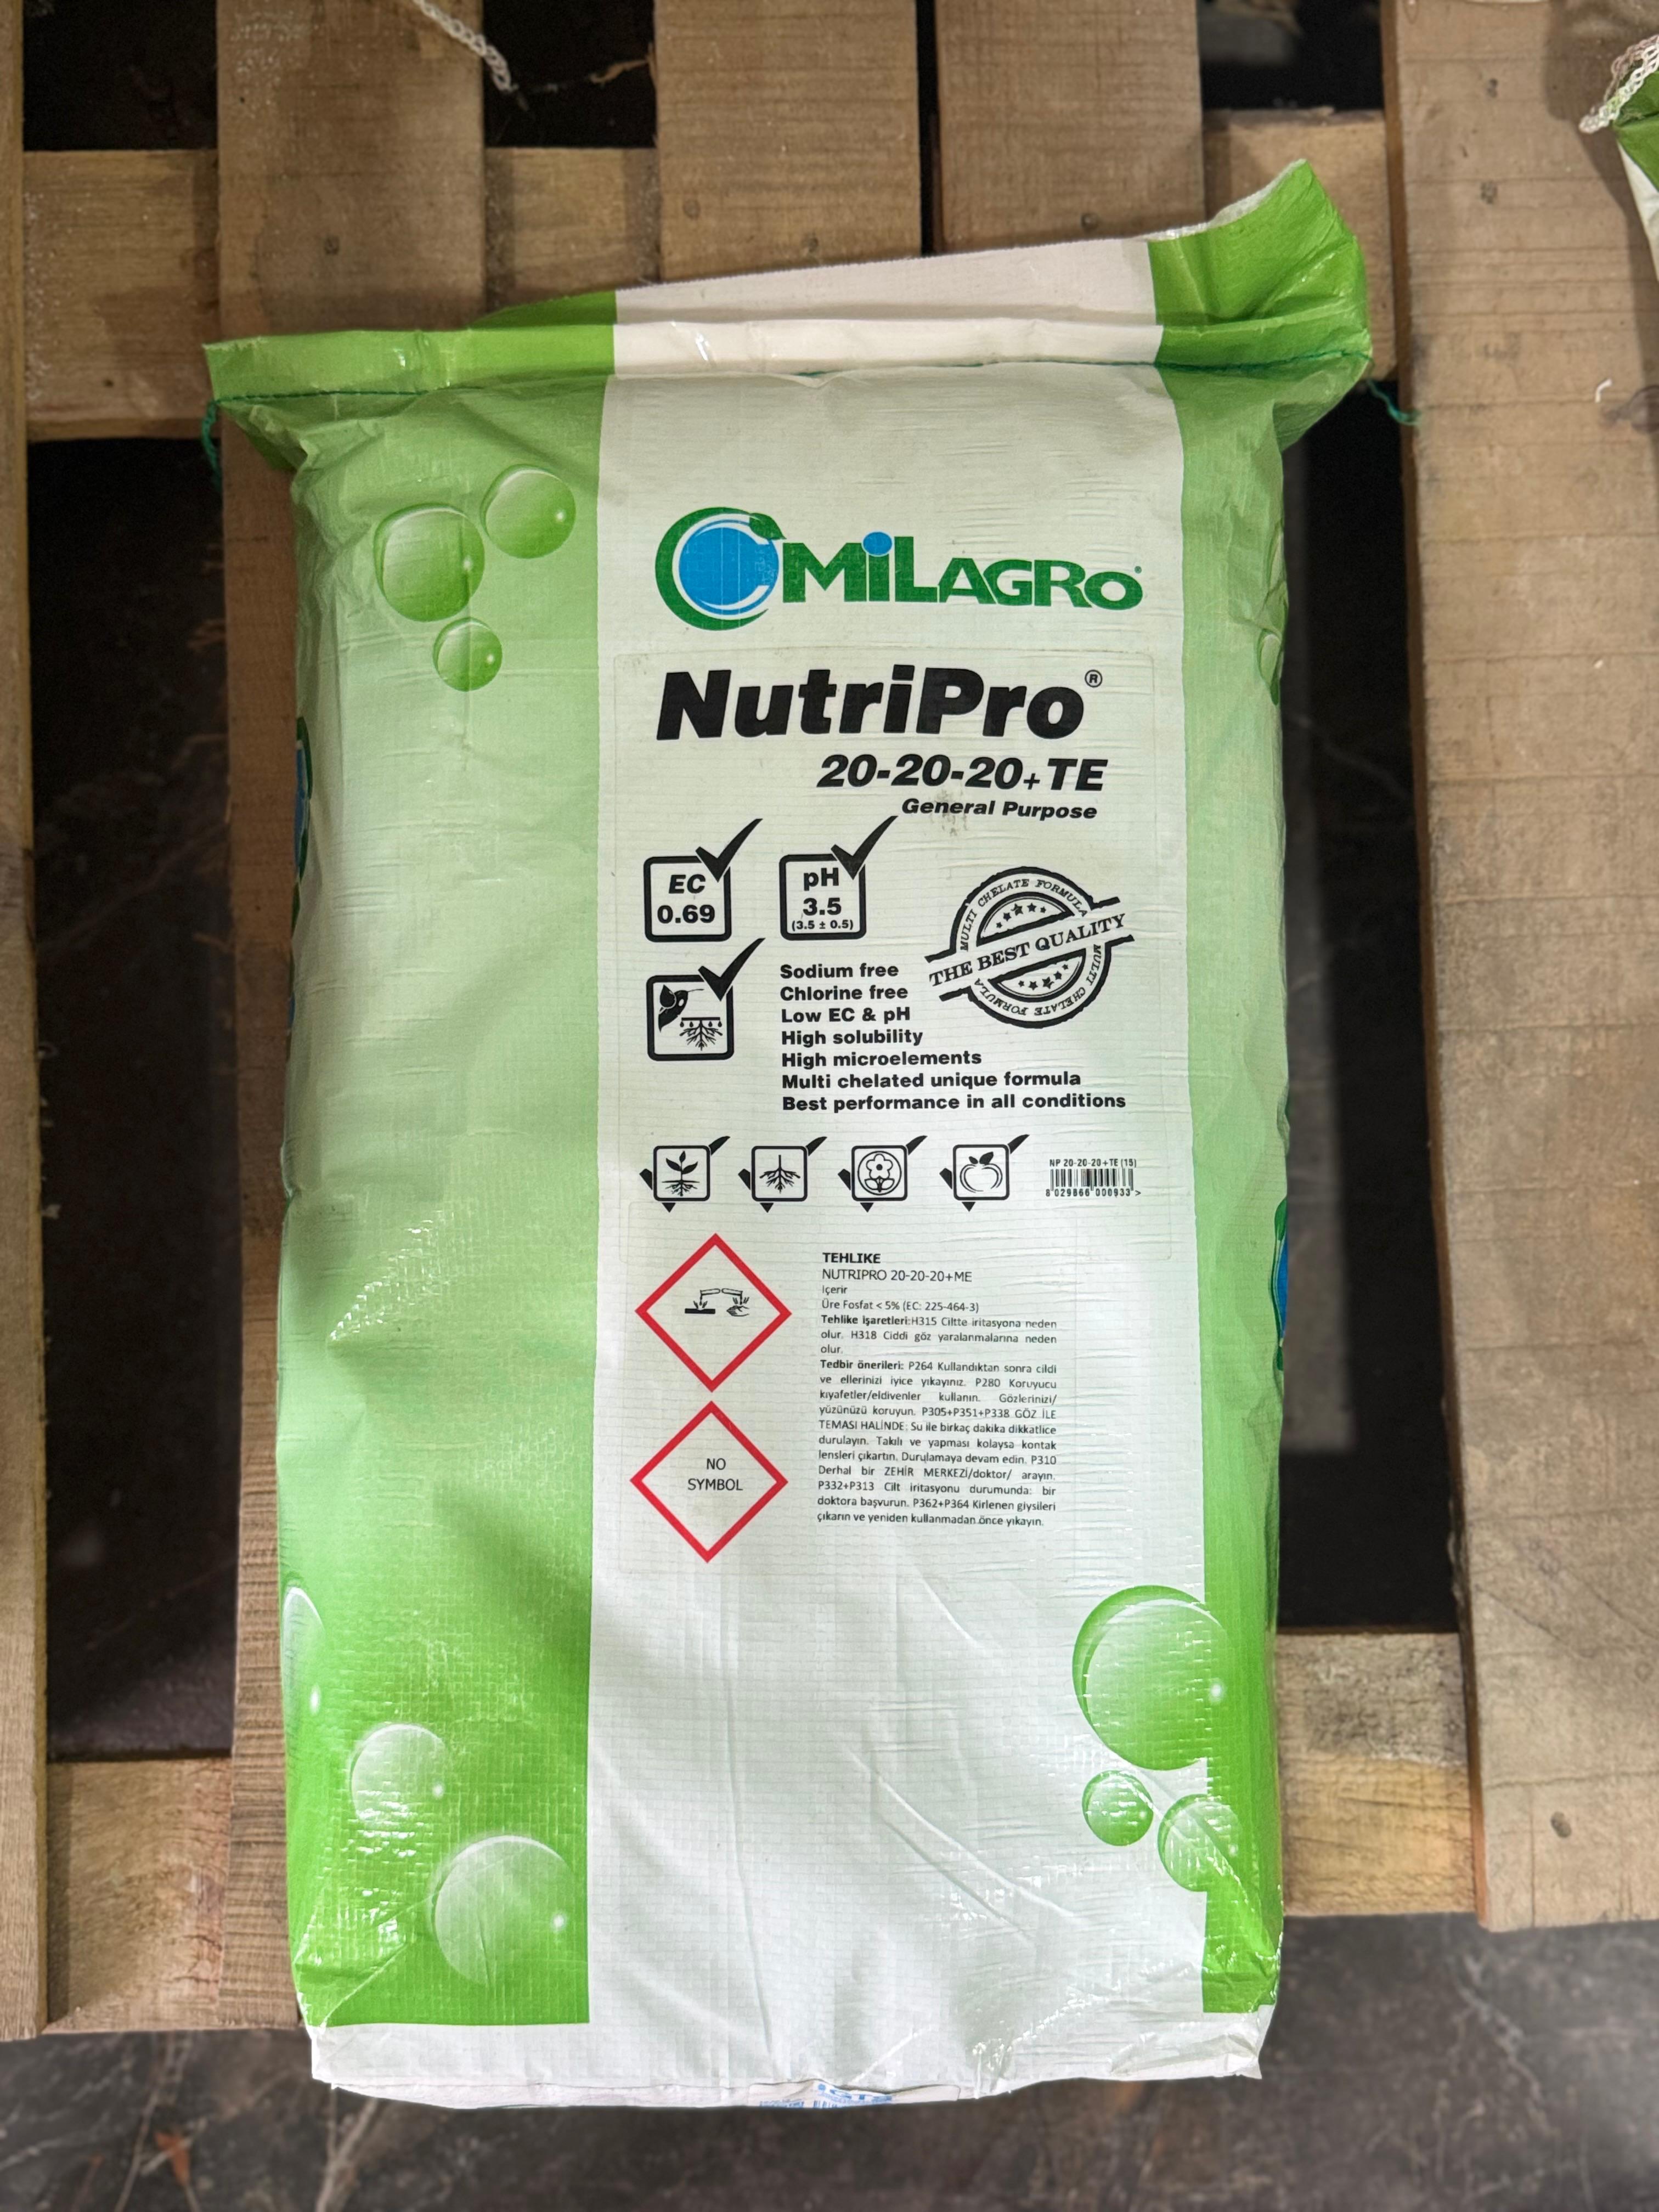 MiLAGRO®
NutriPro®
20-20-20+TE
General Purpose
EC
0.69
pH
3.5
(3.5 ± 0.5)
MULTI CHELATE FORMULA
THE BEST QUALITY
MULTI CHELATE FORMULA
Sodium free
Chlorine free
Low EC & pH
High solubility
High microelements
Multi chelated unique formula
Best performance in all conditions
NP 20-20-20+TE (15)
8 029866 000933 >
TEHLIKE
NUTRIPRO 20-20-20+ME
İçerir
Üre Fosfat < 5% (EC: 225-464-3)
Tehlike işaretleri:H315 Ciltte iritasyona neden
olur. H318 Ciddi göz yaralanmalarına neden
olur.
Tedbir önerileri: P264 Kullandıktan sonra cildi
ve ellerinizi iyice yıkayınız. P280 Koruyucu
kıyafetler/eldivenler kullanın. Gözlerinizi/
yüzünüzü koruyun. P305+P351+P338 GÖZ İLE
TEMASI HALİNDE: Su ile birkaç dakika dikkatlice
durulayın. Takılı ve yapması kolaysa kontak
lensleri çıkartın. Durulamaya devam edin. P310
Derhal bir ZEHİR MERKEZİ/doktor/ arayın.
P332+P313 Cilt iritasyonu durumunda: bir
doktora başvurun. P362+P364 Kirlenen giysileri
çıkarın ve yeniden kullanmadan önce yıkayın.
NO
SYMBOL